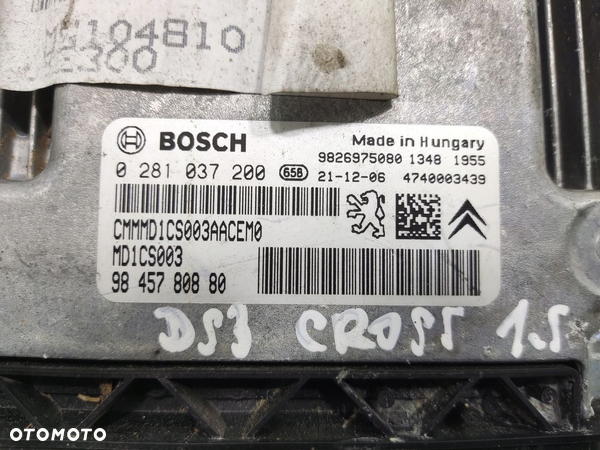 104810
300
BOSCH
Made in Hungary
9826975080 1348 1955
0 281 037 200 658 21-12-06 4740003439
CMMMD1CS003AACEM0
MD1CS003
98 457 808 80
DS3 CROSS 1.5
OTOMOTO